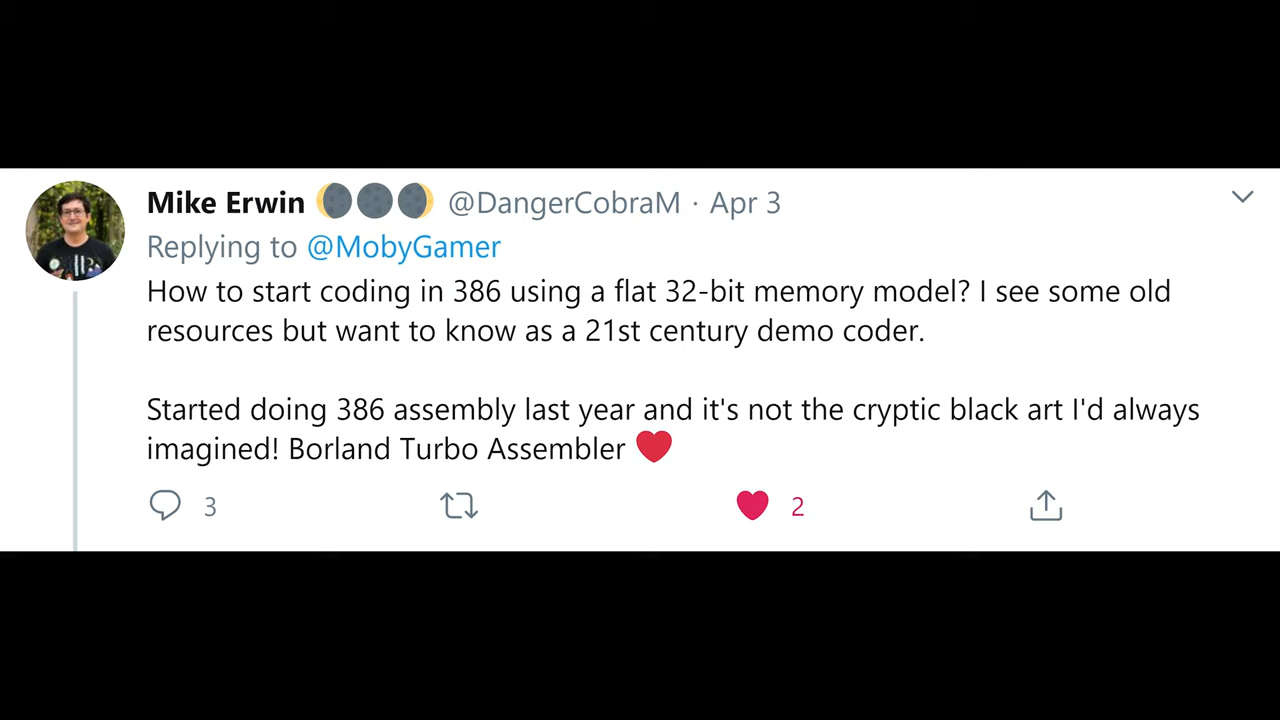 Mike Erwin 🌖🌑🌔 @DangerCobraM · Apr 3
Replying to @MobyGamer
How to start coding in 386 using a flat 32-bit memory model? I see some old
resources but want to know as a 21st century demo coder.
Started doing 386 assembly last year and it's not the cryptic black art I'd always
imagined! Borland Turbo Assembler ❤️
3 2